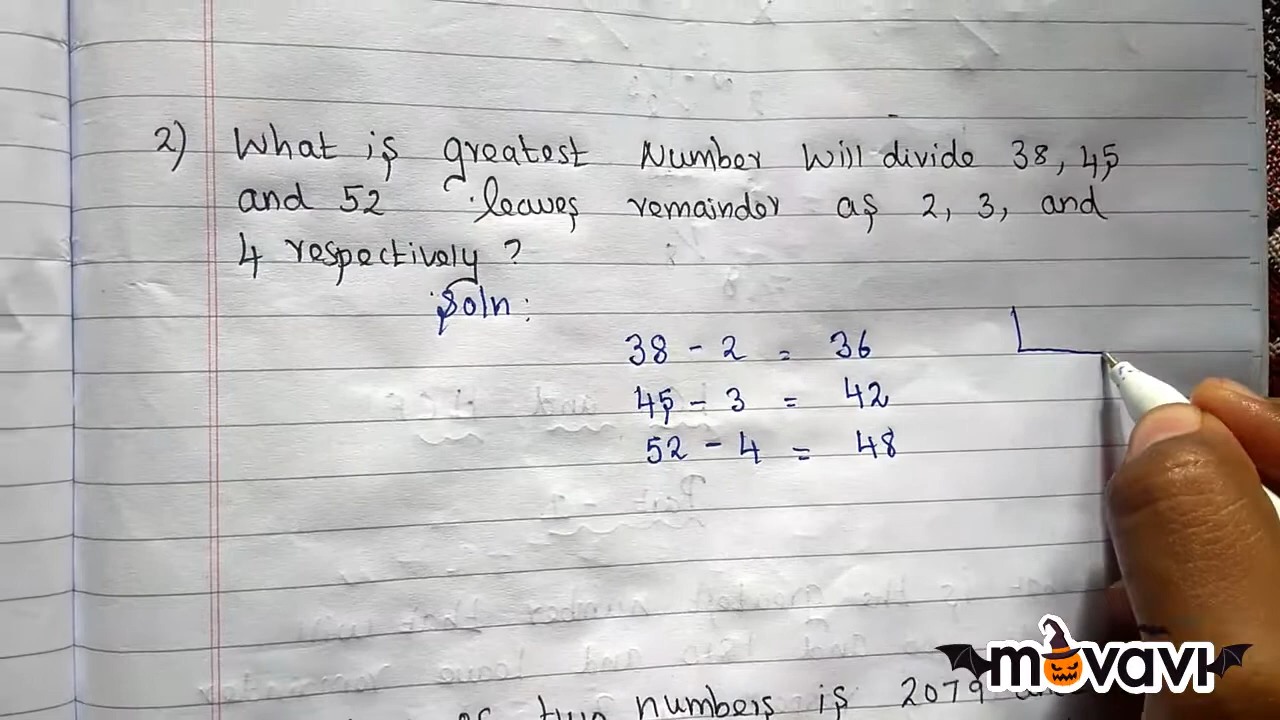 2) What is greatest Number Will divide 38, 45
and 52 leaves remainder as 2, 3, and
4 respectively ?
Soln :
38 - 2 = 36
45 - 3 = 42
52 - 4 = 48
two numbers is 2079
movavi